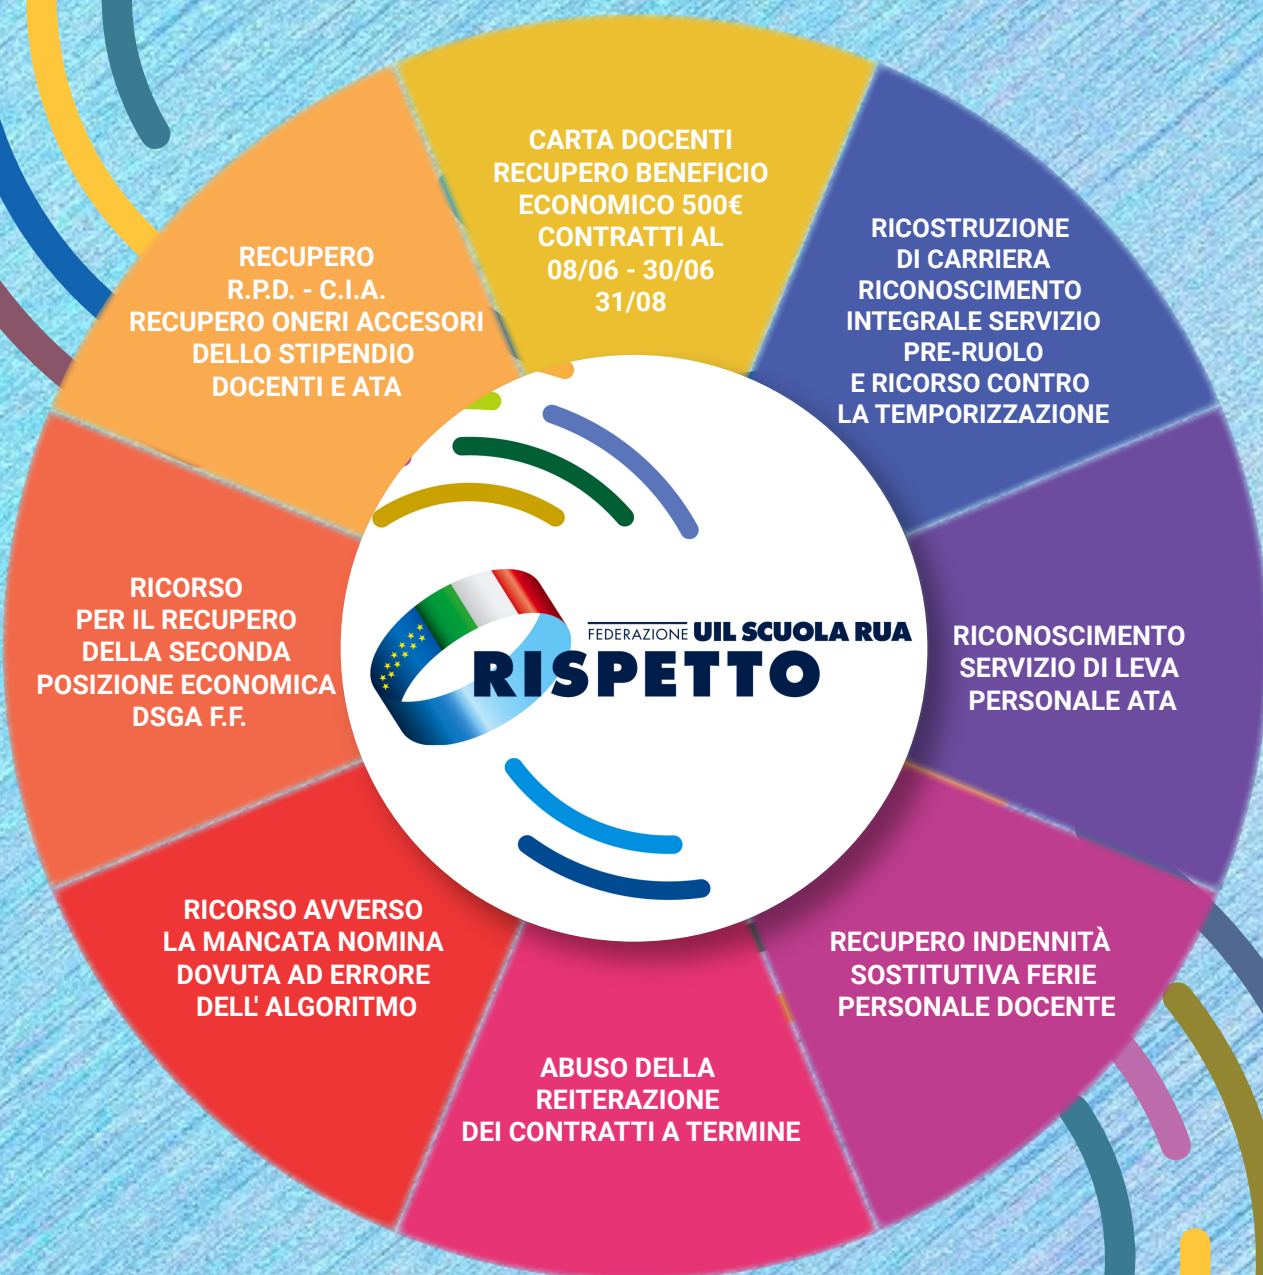 CARTA DOCENTI
RECUPERO BENEFICIO
ECONOMICO 500€
CONTRATTI AL
08/06 - 30/06
31/08
RICOSTRUZIONE
DI CARRIERA
RICONOSCIMENTO
INTEGRALE SERVIZIO
PRE-RUOLO
E RICORSO CONTRO
LA TEMPORIZZAZIONE
RICONOSCIMENTO
SERVIZIO DI LEVA
PERSONALE ATA
RECUPERO INDENNITÀ
SOSTITUTIVA FERIE
PERSONALE DOCENTE
ABUSO DELLA
REITERAZIONE
DEI CONTRATTI A TERMINE
RICORSO AVVERSO
LA MANCATA NOMINA
DOVUTA AD ERRORE
DELL' ALGORITMO
RICORSO
PER IL RECUPERO
DELLA SECONDA
POSIZIONE ECONOMICA
DSGA F.F.
RECUPERO
R.P.D. - C.I.A.
RECUPERO ONERI ACCESORI
DELLO STIPENDIO
DOCENTI E ATA
FEDERAZIONE UIL SCUOLA RUA
RISPETTO